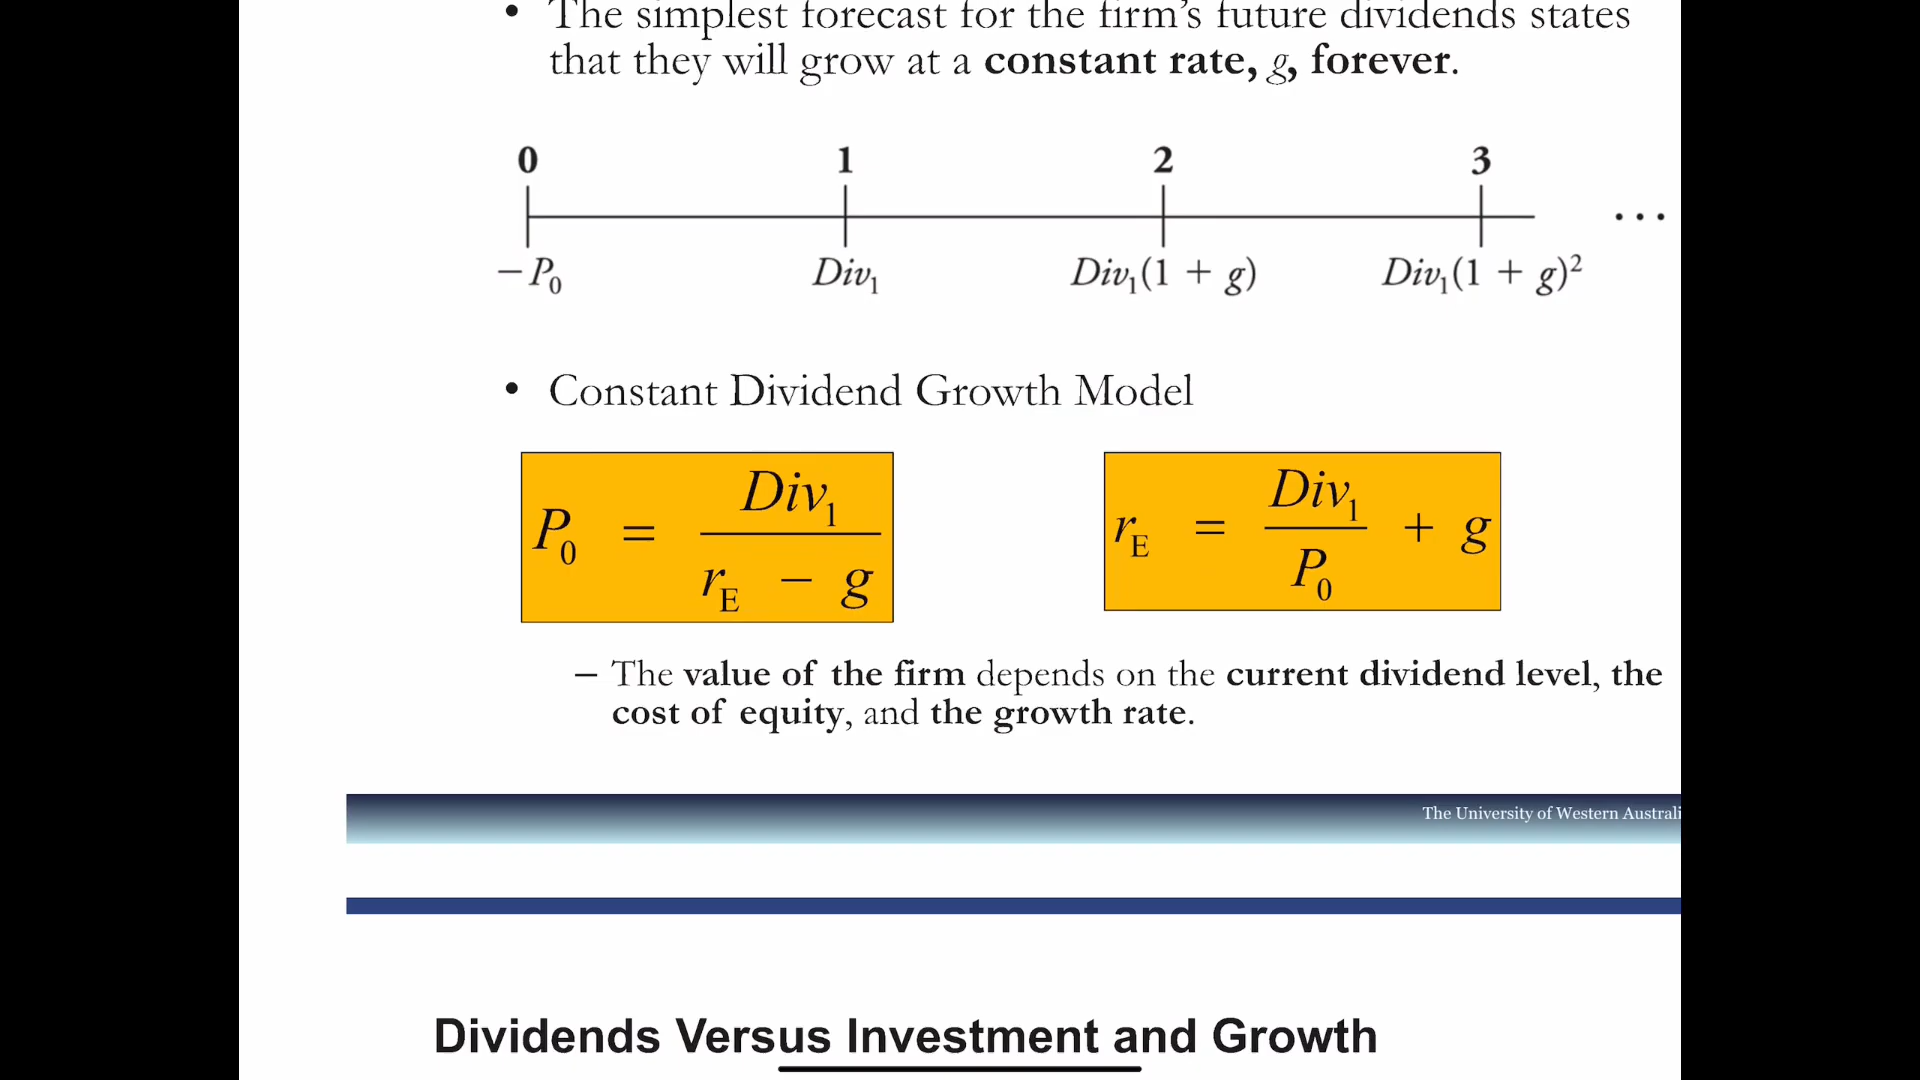 • The simplest forecast for the firm’s future dividends states
that they will grow at a constant rate, g, forever.
0 1 2 3
−P₀ Div₁ Div₁(1 + g) Div₁(1 + g)² ...
• Constant Dividend Growth Model
P₀ = Div₁ / (r_E − g)
r_E = Div₁ / P₀ + g
– The value of the firm depends on the current dividend level, the
cost of equity, and the growth rate.
The University of Western Australi
Dividends Versus Investment and Growth